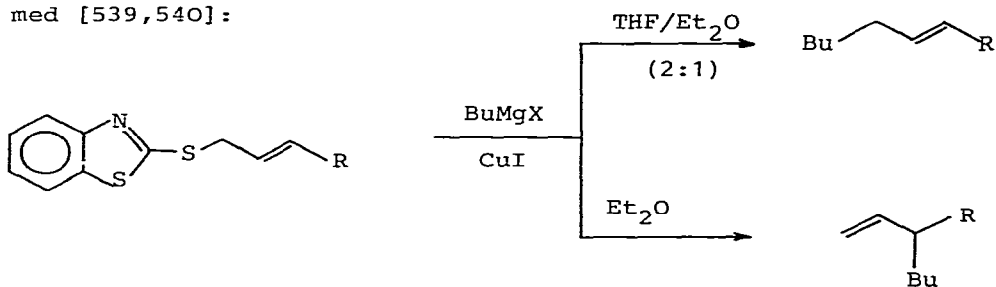 med [539,540]:
THF/Et₂O
(2:1)
Bu
R
N
S
S
R
BuMgX
CuI
Et₂O
R
Bu